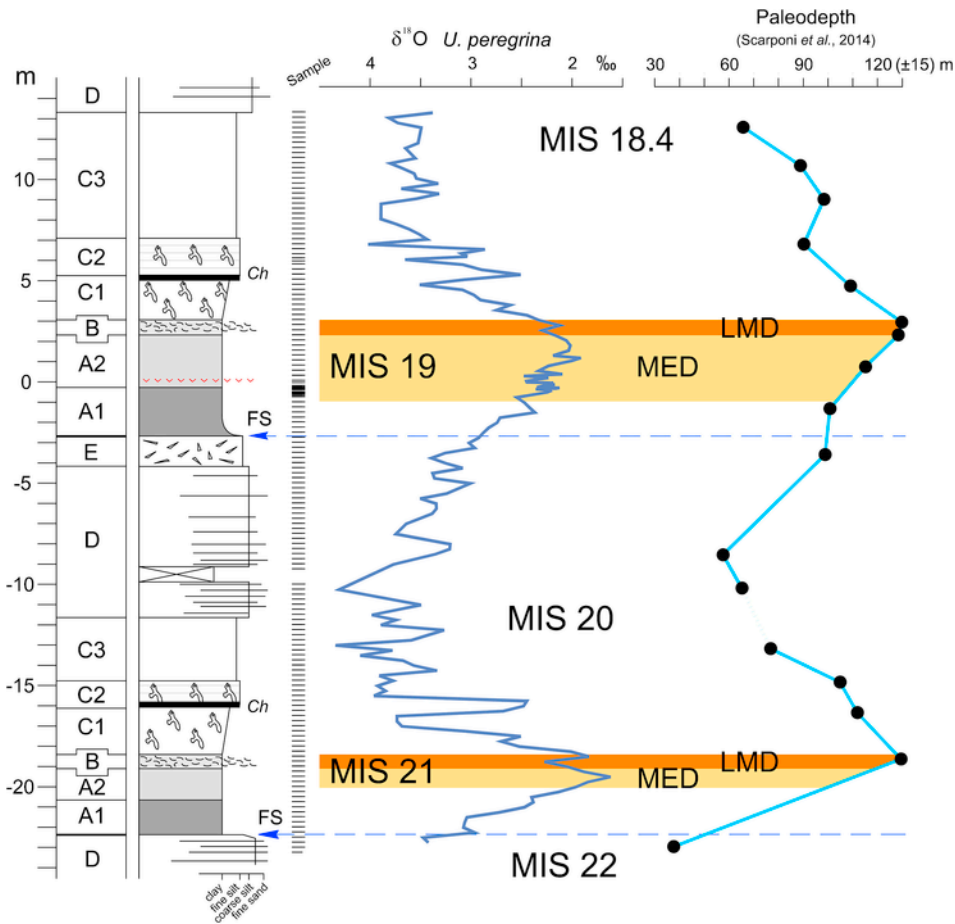 m
Sample
δ¹⁸O U. peregrina
4 3 2 ‰
Paleodepth
(Scarponi et al., 2014)
30 60 90 120 (±15) m
D
MIS 18.4
C3
10
C2
Ch
5
C1
B
LMD
A2
MIS 19
MED
0
A1
FS
E
-5
D
-10
MIS 20
C3
-15
C2
Ch
C1
B
LMD
MIS 21
MED
A2
-20
A1
FS
D
MIS 22
clay
fine silt
coarse silt
fine sand